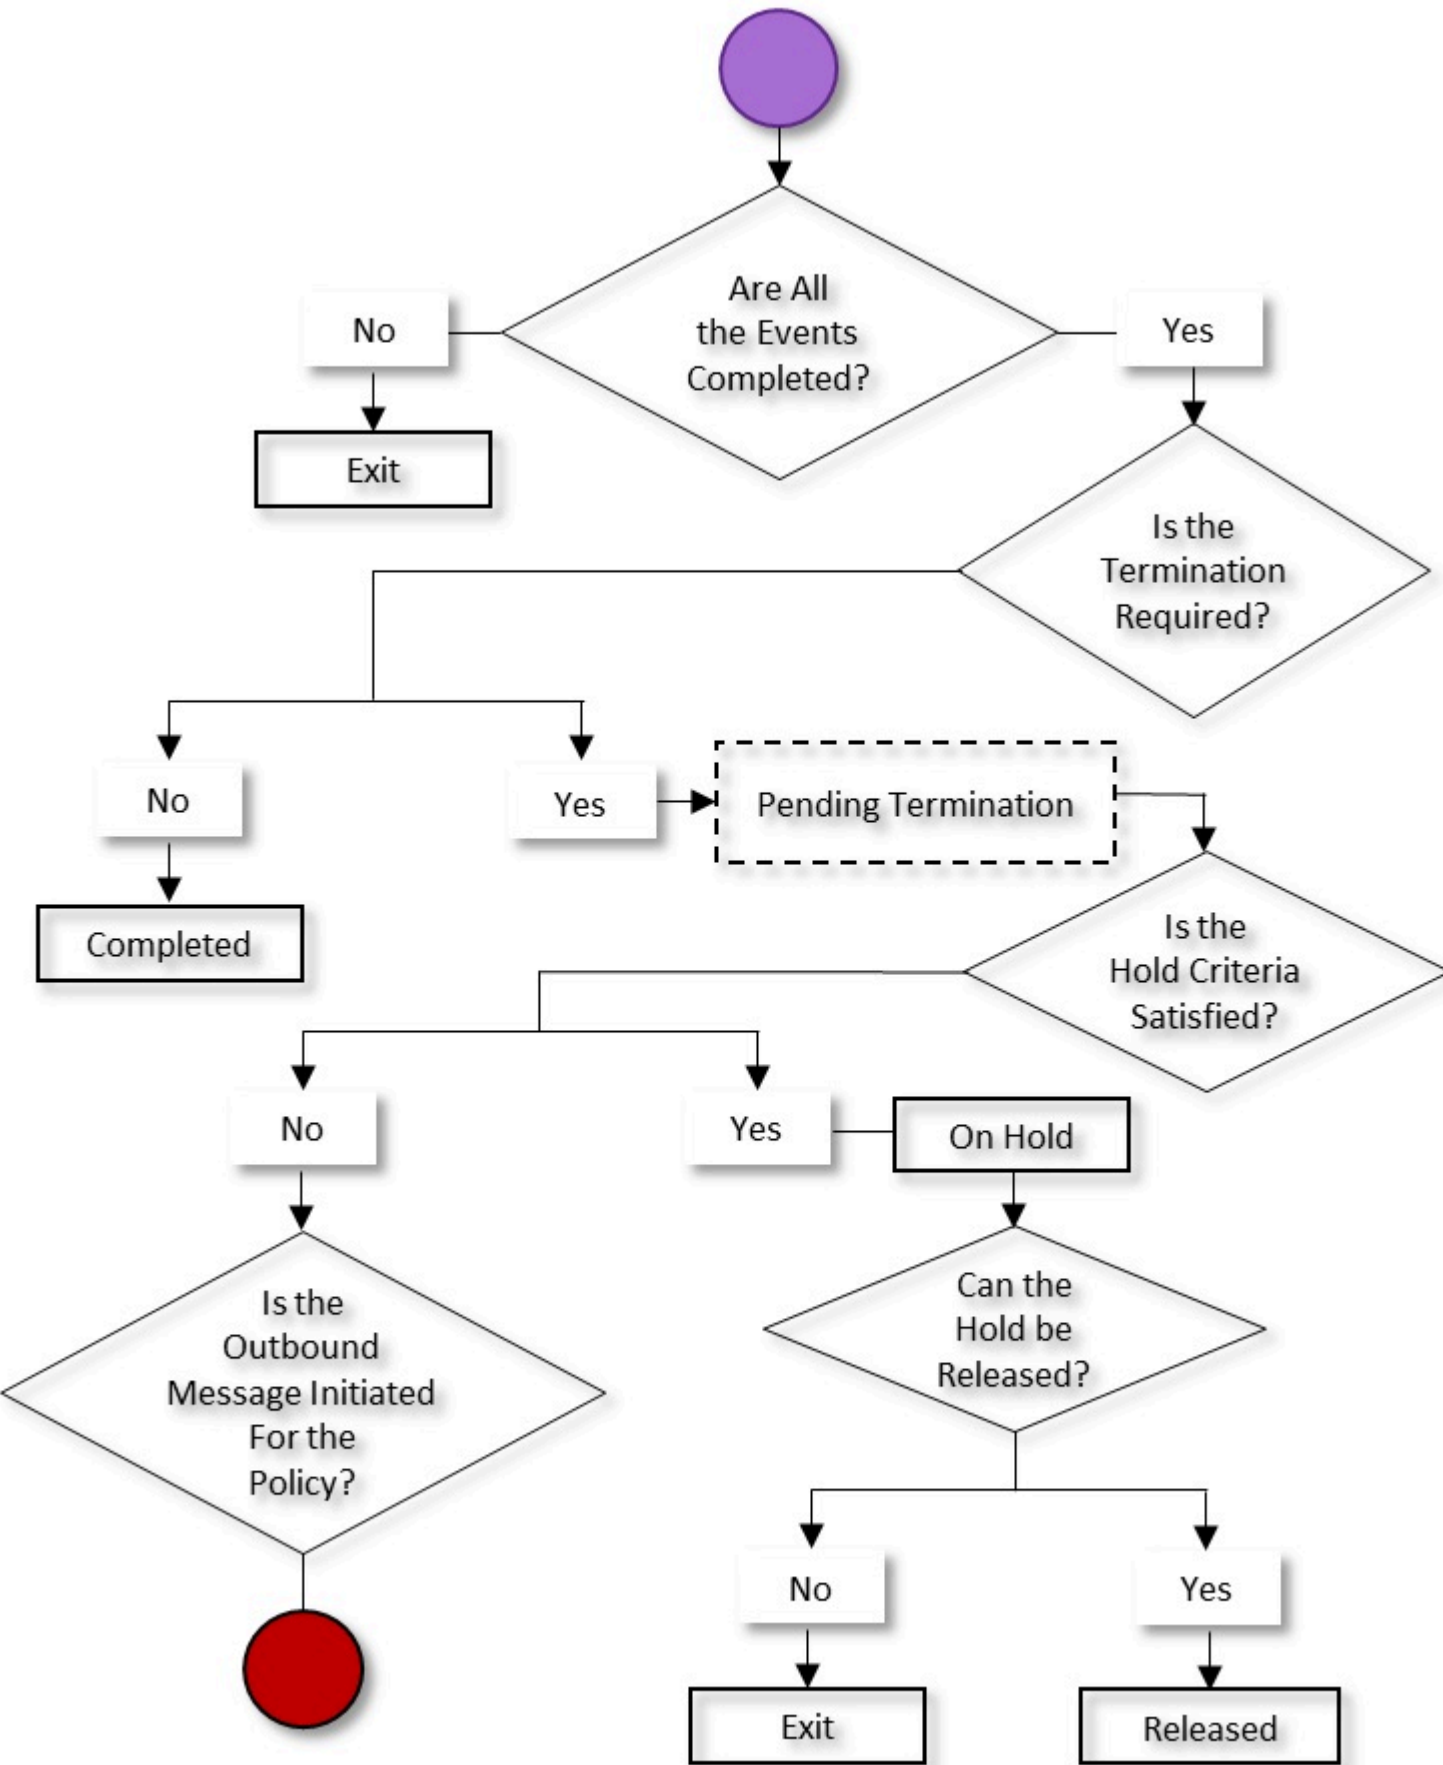 Are All
the Events
Completed?
No
Yes
Exit
Is the
Termination
Required?
No
Yes
Pending Termination
Completed
Is the
Hold Criteria
Satisfied?
No
Yes
On Hold
Is the
Outbound
Message Initiated
For the
Policy?
Can the
Hold be
Released?
No
Yes
Exit
Released